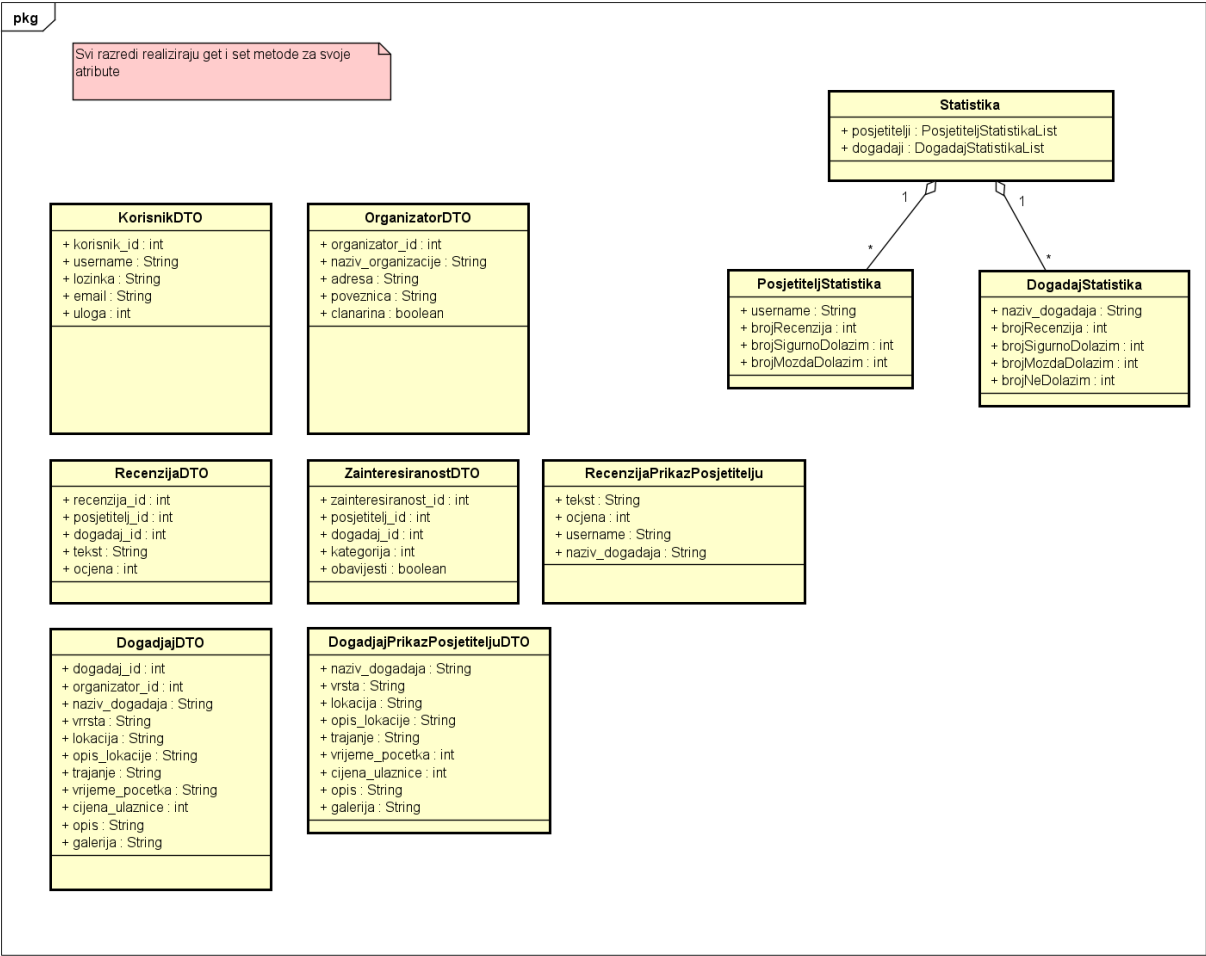 pkg
Svi razredi realiziraju get i set metode za svoje
atribute
Statistika
+ posjetitelji : PosjetiteljStatistikaList
+ dogadaji : DogadajStatistikaList
1
1
*
*
KorisnikDTO
+ korisnik_id : int
+ username : String
+ lozinka : String
+ email : String
+ uloga : int
OrganizatorDTO
+ organizator_id : int
+ naziv_organizacije : String
+ adresa : String
+ poveznica : String
+ clanarina : boolean
PosjetiteljStatistika
+ username : String
+ brojRecenzija : int
+ brojSigurnoDolazim : int
+ brojMozdaDolazim : int
DogadajStatistika
+ naziv_dogadaja : String
+ brojRecenzija : int
+ brojSigurnoDolazim : int
+ brojMozdaDolazim : int
+ brojNeDolazim : int
RecenzijaDTO
+ recenzija_id : int
+ posjetitelj_id : int
+ dogadaj_id : int
+ tekst : String
+ ocjena : int
ZainteresiranostDTO
+ zainteresiranost_id : int
+ posjetitelj_id : int
+ dogadaj_id : int
+ kategorija : int
+ obavijesti : boolean
RecenzijaPrikazPosjetitelju
+ tekst : String
+ ocjena : int
+ username : String
+ naziv_dogadaja : String
DogadjajDTO
+ dogadaj_id : int
+ organizator_id : int
+ naziv_dogadaja : String
+ vrrsta : String
+ lokacija : String
+ opis_lokacije : String
+ trajanje : String
+ vrijeme_pocetka : String
+ cijena_ulaznice : int
+ opis : String
+ galerija : String
DogadjajPrikazPosjetiteljuDTO
+ naziv_dogadaja : String
+ vrsta : String
+ lokacija : String
+ opis_lokacije : String
+ trajanje : String
+ vrijeme_pocetka : int
+ cijena_ulaznice : int
+ opis : String
+ galerija : String